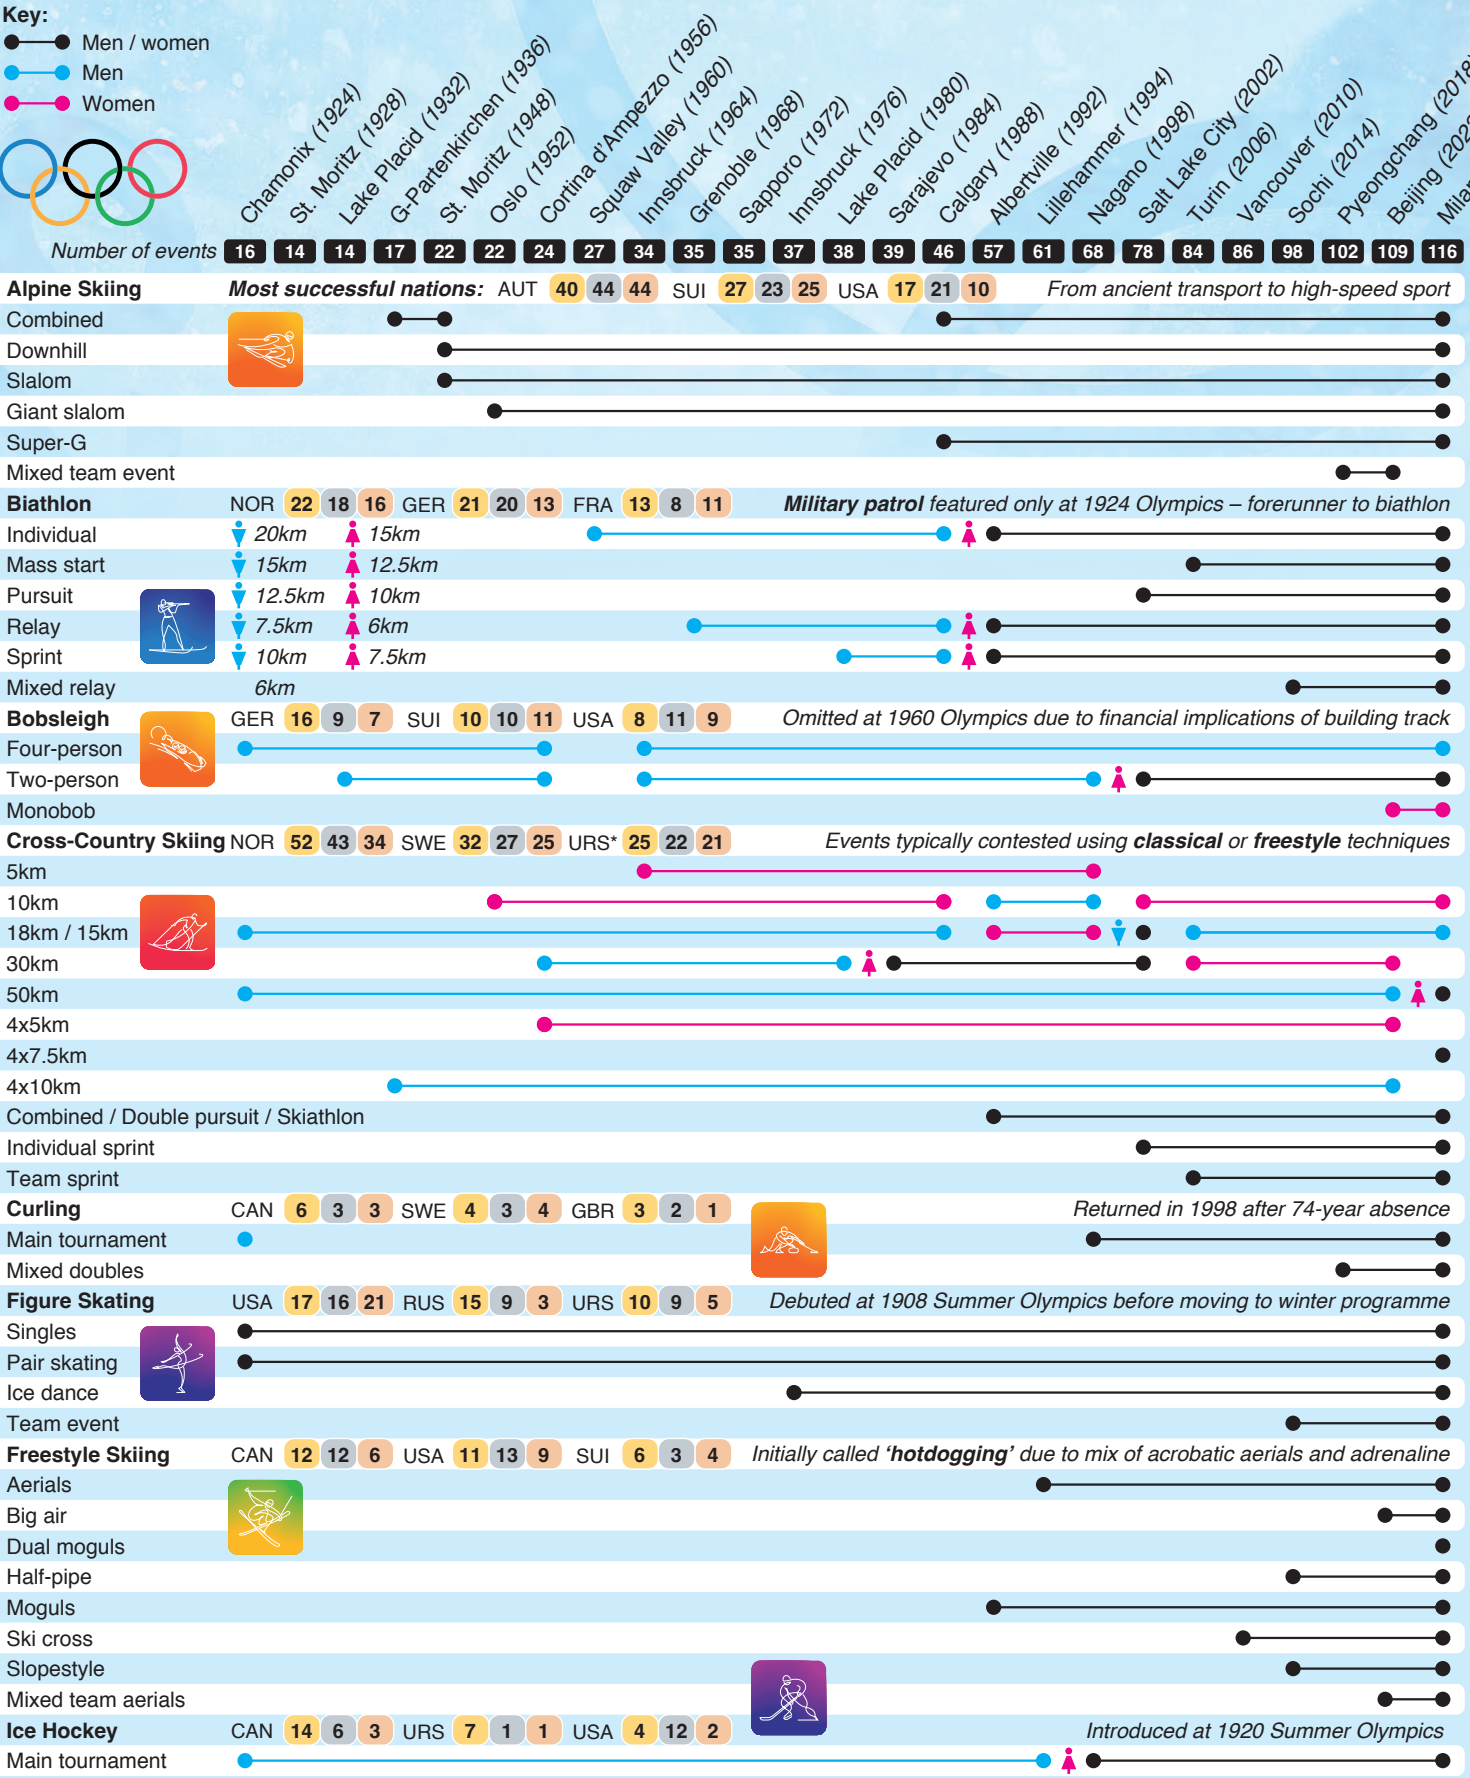 Key:
Men / women
Men
Women
Chamonix (1924)
St. Moritz (1928)
Lake Placid (1932)
G-Partenkirchen (1936)
St. Moritz (1948)
Oslo (1952)
Cortina d'Ampezzo (1956)
Squaw Valley (1960)
Innsbruck (1964)
Grenoble (1968)
Sapporo (1972)
Innsbruck (1976)
Lake Placid (1980)
Sarajevo (1984)
Calgary (1988)
Albertville (1992)
Lillehammer (1994)
Nagano (1998)
Salt Lake City (2002)
Turin (2006)
Vancouver (2010)
Sochi (2014)
Pyeongchang (2018
Beijing (202
Mila
Number of events 16 14 14 17 22 22 24 27 34 35 35 37 38 39 46 57 61 68 78 84 86 98 102 109 116
Alpine Skiing Most successful nations: AUT 40 44 44 SUI 27 23 25 USA 17 21 10 From ancient transport to high-speed sport
Combined
Downhill
Slalom
Giant slalom
Super-G
Mixed team event
Biathlon NOR 22 18 16 GER 21 20 13 FRA 13 8 11 Military patrol featured only at 1924 Olympics – forerunner to biathlon
Individual 20km 15km
Mass start 15km 12.5km
Pursuit 12.5km 10km
Relay 7.5km 6km
Sprint 10km 7.5km
Mixed relay 6km
Bobsleigh GER 16 9 7 SUI 10 10 11 USA 8 11 9 Omitted at 1960 Olympics due to financial implications of building track
Four-person
Two-person
Monobob
Cross-Country Skiing NOR 52 43 34 SWE 32 27 25 URS* 25 22 21 Events typically contested using classical or freestyle techniques
5km
10km
18km / 15km
30km
50km
4x5km
4x7.5km
4x10km
Combined / Double pursuit / Skiathlon
Individual sprint
Team sprint
Curling CAN 6 3 3 SWE 4 3 4 GBR 3 2 1 Returned in 1998 after 74-year absence
Main tournament
Mixed doubles
Figure Skating USA 17 16 21 RUS 15 9 3 URS 10 9 5 Debuted at 1908 Summer Olympics before moving to winter programme
Singles
Pair skating
Ice dance
Team event
Freestyle Skiing CAN 12 12 6 USA 11 13 9 SUI 6 3 4 Initially called 'hotdogging' due to mix of acrobatic aerials and adrenaline
Aerials
Big air
Dual moguls
Half-pipe
Moguls
Ski cross
Slopestyle
Mixed team aerials
Ice Hockey CAN 14 6 3 URS 7 1 1 USA 4 12 2 Introduced at 1920 Summer Olympics
Main tournament